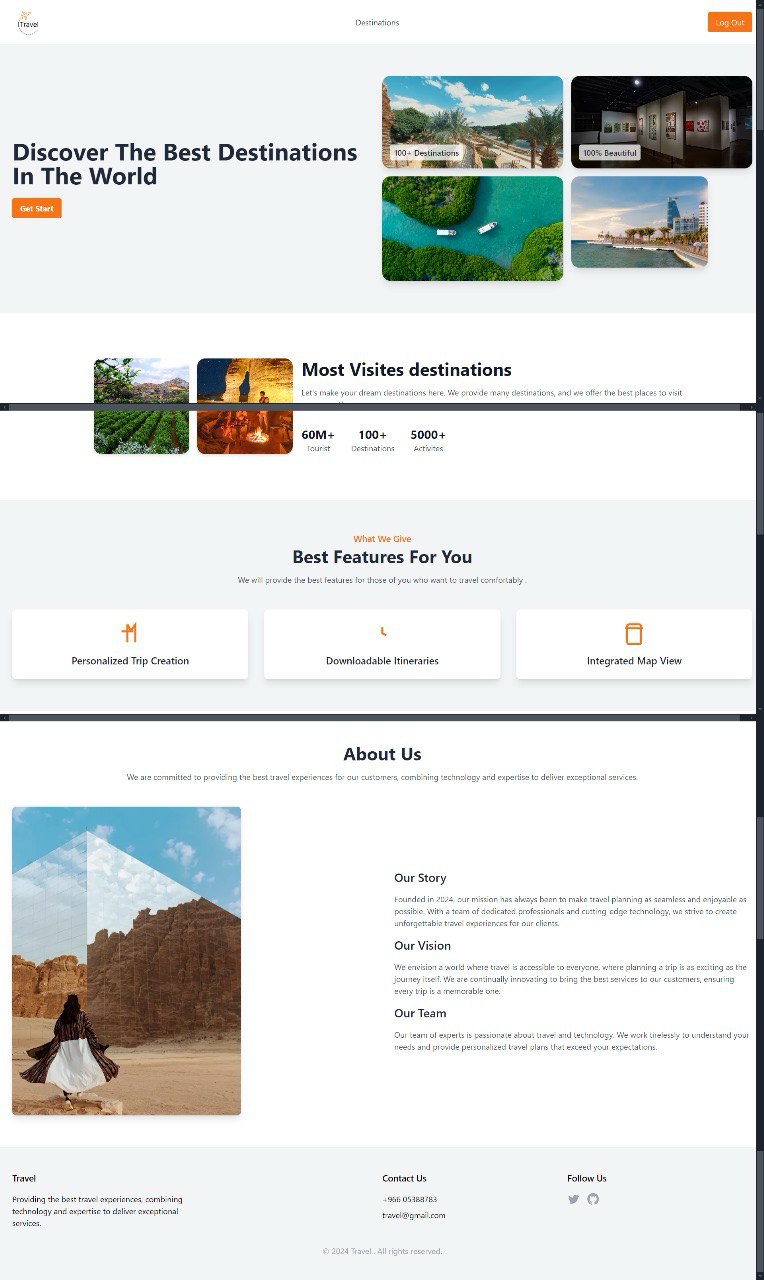 iTravel
Destinations
Log Out
Discover The Best Destinations
In The World
Get Start
100+ Destinations
100% Beautiful
Most Visites destinations
Let's make your dream destinations here. We provide many destinations, and we offer the best places to visit
60M+
Tourist
100+
Destinations
5000+
Activites
What We Give
Best Features For You
We will provide the best features for those of you who want to travel comfortably .
Personalized Trip Creation
Downloadable Itineraries
Integrated Map View
About Us
We are committed to providing the best travel experiences for our customers, combining technology and expertise to deliver exceptional services.
Our Story
Founded in 2024, our mission has always been to make travel planning as seamless and enjoyable as
possible. With a team of dedicated professionals and cutting-edge technology, we strive to create
unforgettable travel experiences for our clients.
Our Vision
We envision a world where travel is accessible to everyone, where planning a trip is as exciting as the
journey itself. We are continually innovating to bring the best services to our customers, ensuring
every trip is a memorable one.
Our Team
Our team of experts is passionate about travel and technology. We work tirelessly to understand your
needs and provide personalized travel plans that exceed your expectations.
Travel
Providing the best travel experiences, combining
technology and expertise to deliver exceptional
services.
Contact Us
+966 05388783
travel@gmail.com
Follow Us
© 2024 Travel . All rights reserved.